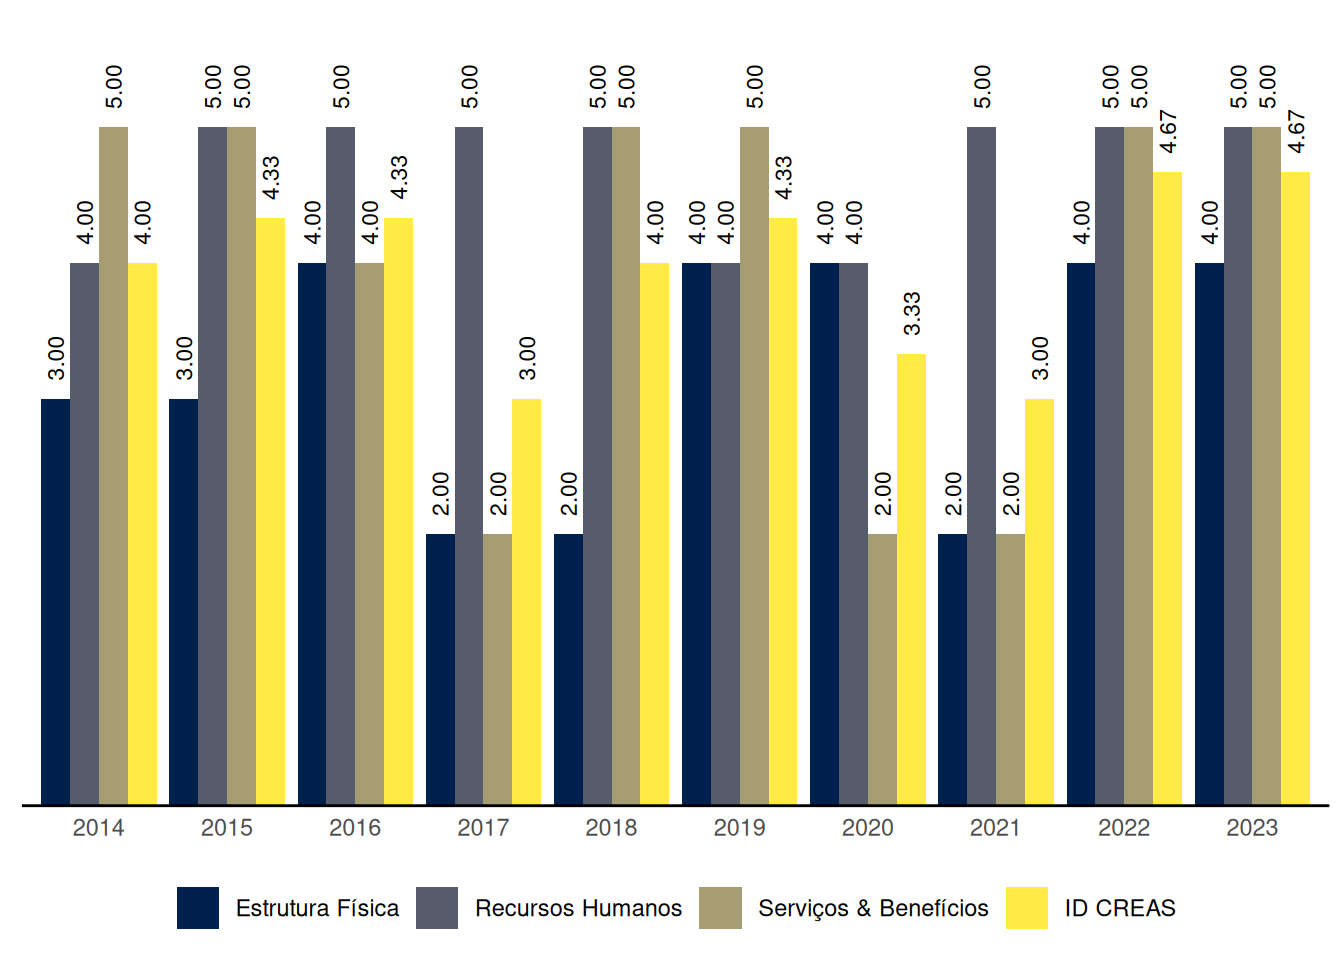 3.00 4.00 5.00 4.00
3.00 5.00 5.00 4.33
4.00 5.00 4.00 4.33
2.00 5.00 2.00 3.00
2.00 5.00 5.00 4.00
4.00 4.00 5.00 4.33
4.00 4.00 2.00 3.33
2.00 5.00 2.00 3.00
4.00 5.00 5.00 4.67
4.00 5.00 5.00 4.67
2014 2015 2016 2017 2018 2019 2020 2021 2022 2023
Estrutura Física Recursos Humanos Serviços & Benefícios ID CREAS